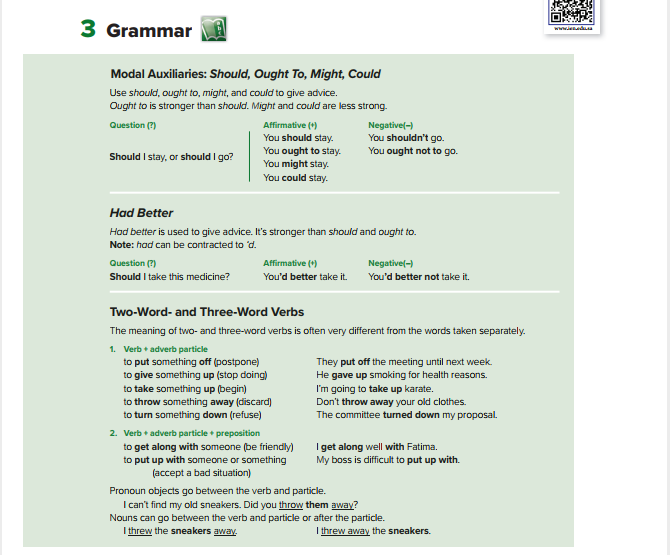 www.ien.edu.sa
3 Grammar
Modal Auxiliaries: Should, Ought To, Might, Could
Use should, ought to, might, and could to give advice.
Ought to is stronger than should. Might and could are less strong.
Question (?) Affirmative (+) Negative(–)
You should stay. You shouldn't go.
You ought to stay. You ought not to go.
Should I stay, or should I go?
You might stay.
You could stay.
Had Better
Had better is used to give advice. It's stronger than should and ought to.
Note: had can be contracted to 'd.
Question (?) Affirmative (+) Negative(–)
Should I take this medicine? You'd better take it. You'd better not take it.
Two-Word- and Three-Word Verbs
The meaning of two- and three-word verbs is often very different from the words taken separately.
1. Verb + adverb particle
to put something off (postpone) They put off the meeting until next week.
to give something up (stop doing) He gave up smoking for health reasons.
to take something up (begin) I'm going to take up karate.
to throw something away (discard) Don't throw away your old clothes.
to turn something down (refuse) The committee turned down my proposal.
2. Verb + adverb particle + preposition
to get along with someone (be friendly) I get along well with Fatima.
to put up with someone or something My boss is difficult to put up with.
(accept a bad situation)
Pronoun objects go between the verb and particle.
I can't find my old sneakers. Did you throw them away?
Nouns can go between the verb and particle or after the particle.
I threw the sneakers away. I threw away the sneakers.